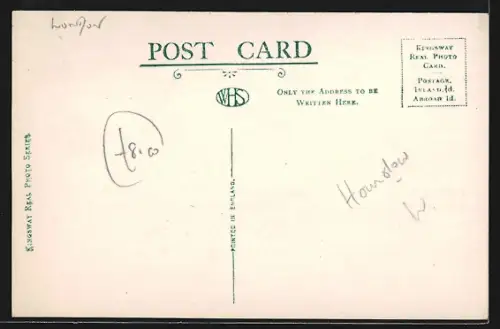 London
POST CARD
KINGSWAY
REAL PHOTO
CARD.
POSTAGE
INLAND ½d.
ABROAD 1d.
WHS
ONLY THE ADDRESS TO BE
WRITTEN HERE.
£8.00
KINGSWAY REAL PHOTO SERIES
PRINTED IN ENGLAND.
Hounslow
W.